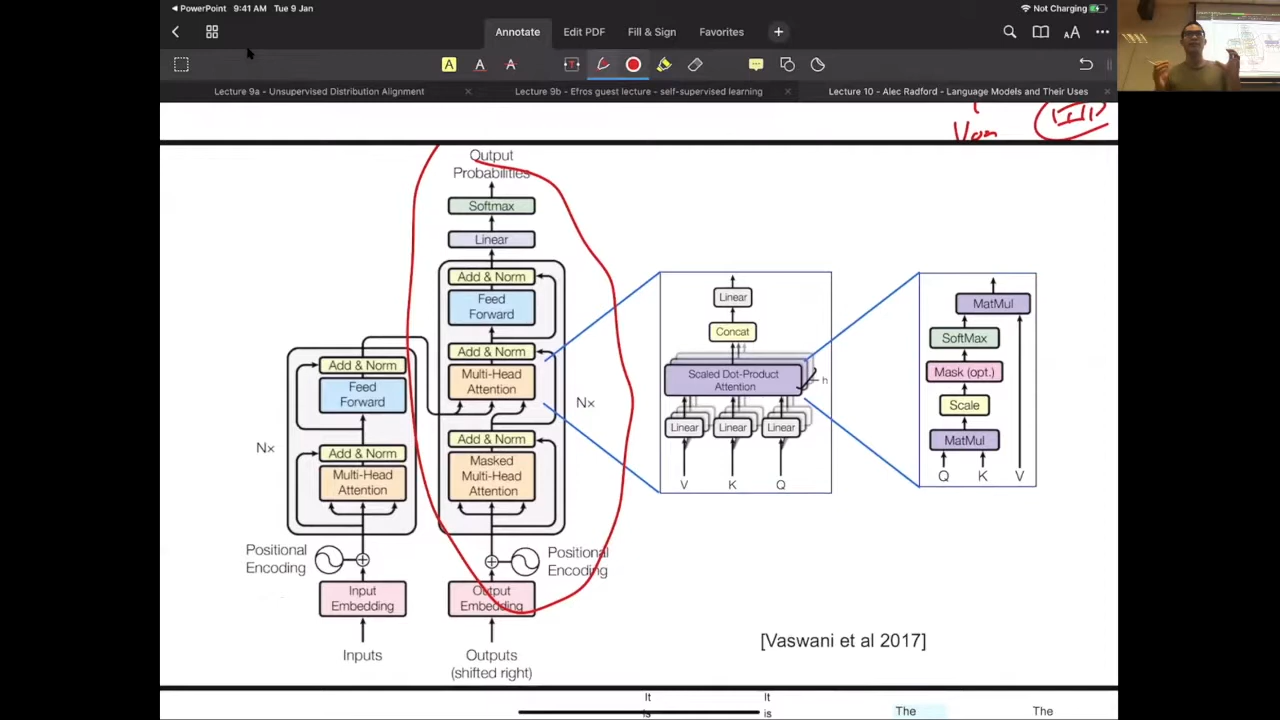 PowerPoint 9:41 AM Tue 9 Jan
Not Charging
Annotate Edit PDF Fill & Sign Favorites
AA
A A A T
Lecture 9a - Unsupervised Distribution Alignment
Lecture 9b - Efros guest lecture - self-supervised learning
Lecture 10 - Alec Radford - Language Models and Their Uses
Output
Probabilities
Softmax
Linear
Add & Norm
Feed
Forward
Add & Norm
Multi-Head
Attention
Nx
Add & Norm
Masked
Multi-Head
Attention
Positional
Encoding
Output
Embedding
Outputs
(shifted right)
Add & Norm
Feed
Forward
Nx
Add & Norm
Multi-Head
Attention
Positional
Encoding
Input
Embedding
Inputs
Linear
Concat
Scaled Dot-Product
Attention
h
Linear Linear Linear
V K Q
MatMul
SoftMax
Mask (opt.)
Scale
MatMul
Q K V
[Vaswani et al 2017]
It It
is is The The